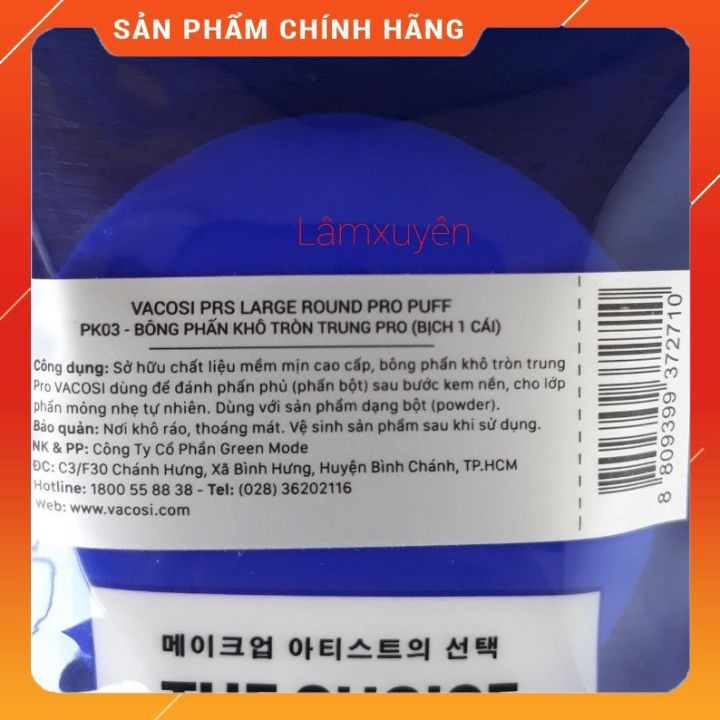 SẢN PHẨM CHÍNH HÃNG
Lâmxuyên
VACOSI PRS LARGE ROUND PRO PUFF
PK03 - BÔNG PHẤN KHÔ TRÒN TRUNG PRO (BỊCH 1 CÁI)
Công dụng: Sở hữu chất liệu mềm mịn cao cấp, bông phấn khô tròn trung
Pro VACOSI dùng để đánh phấn phủ (phấn bột) sau bước kem nền, cho lớp
phấn mỏng nhẹ tự nhiên. Dùng với sản phẩm dạng bột (powder).
Bảo quản: Nơi khô ráo, thoáng mát. Vệ sinh sản phẩm sau khi sử dụng.
NK & PP: Công Ty Cổ Phần Green Mode
ĐC: C3/F30 Chánh Hưng, Xã Bình Hưng, Huyện Bình Chánh, TP.HCM
Hotline: 1800 55 88 38 - Tel: (028) 36202116
Web: www.vacosi.com
8 809399 372710
메이크업 아티스트의 선택
THE CHOICE